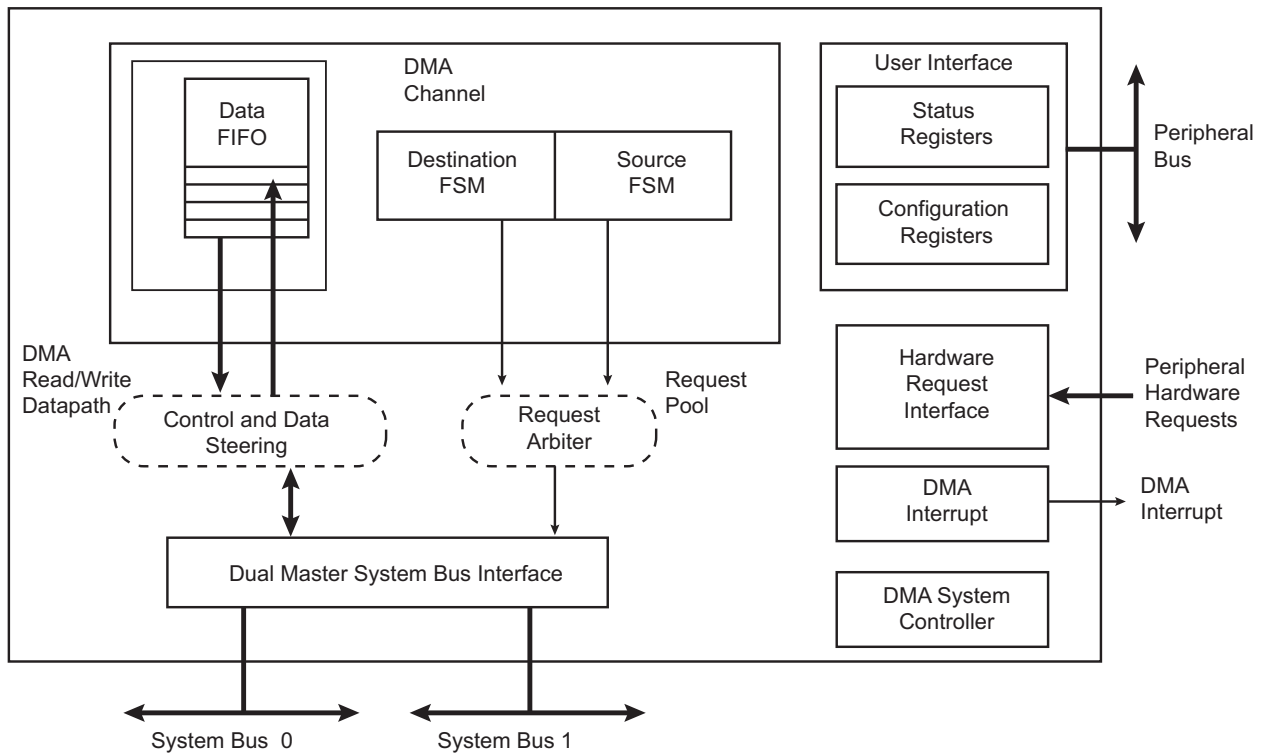 DMA
Channel
Data
FIFO
Destination
FSM
Source
FSM
User Interface
Status
Registers
Configuration
Registers
Peripheral
Bus
DMA
Read/Write
Datapath
Control and Data
Steering
Request
Arbiter
Request
Pool
Hardware
Request
Interface
Peripheral
Hardware
Requests
DMA
Interrupt
DMA
Interrupt
Dual Master System Bus Interface
DMA System
Controller
System Bus 0
System Bus 1